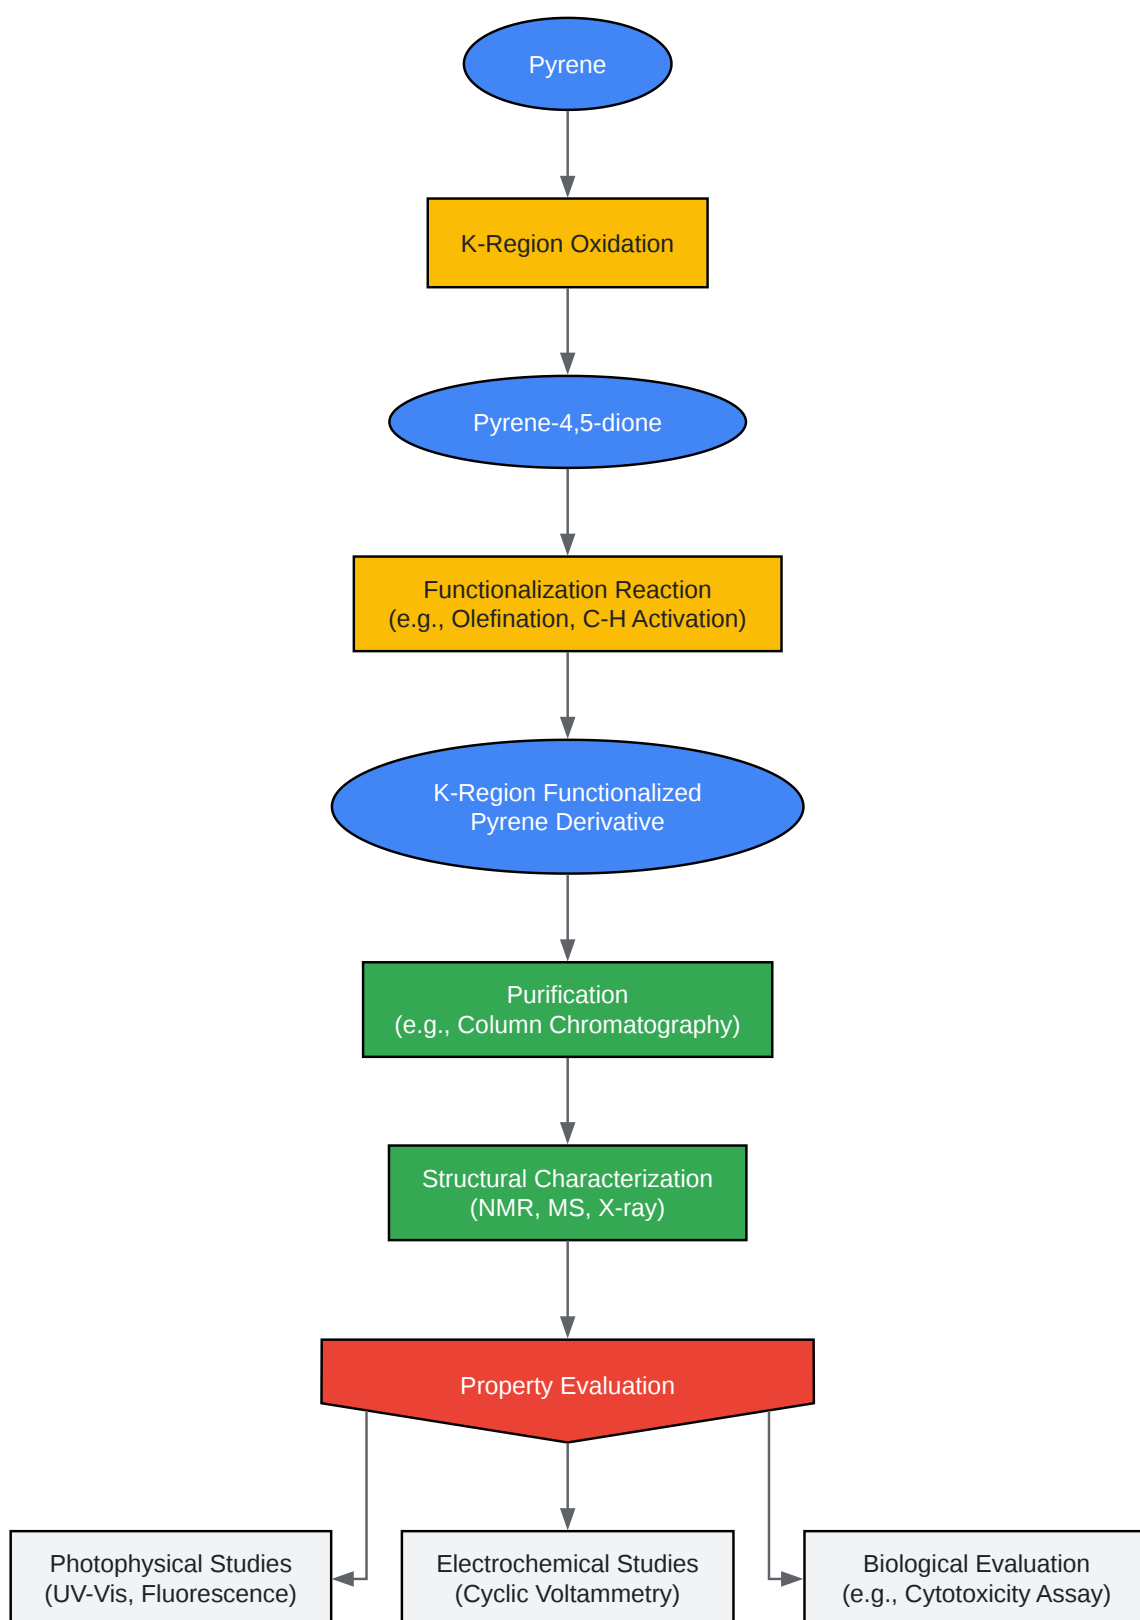 Pyrene
K-Region Oxidation
Pyrene-4,5-dione
Functionalization Reaction
(e.g., Olefination, C-H Activation)
K-Region Functionalized
Pyrene Derivative
Purification
(e.g., Column Chromatography)
Structural Characterization
(NMR, MS, X-ray)
Property Evaluation
Photophysical Studies
(UV-Vis, Fluorescence)
Electrochemical Studies
(Cyclic Voltammetry)
Biological Evaluation
(e.g., Cytotoxicity Assay)